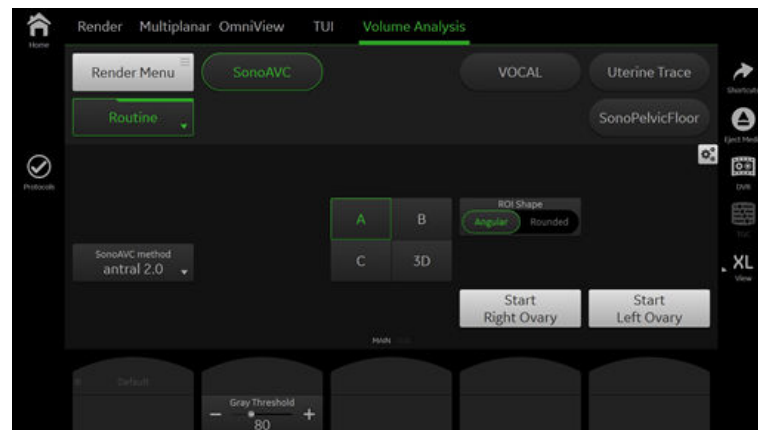 Render Multiplanar OmniView TUI Volume Analysis
Home
Render Menu SonoAVC VOCAL Uterine Trace
Shortcuts
Routine SonoPelvicFloor
Eject Media
Protocols
DVR
A B
ROI Shape
Angular Rounded
TGC
SonoAVC method
antral 2.0
C 3D
XL
View
Start
Right Ovary
Start
Left Ovary
MAIN
Default
Gray Threshold
80